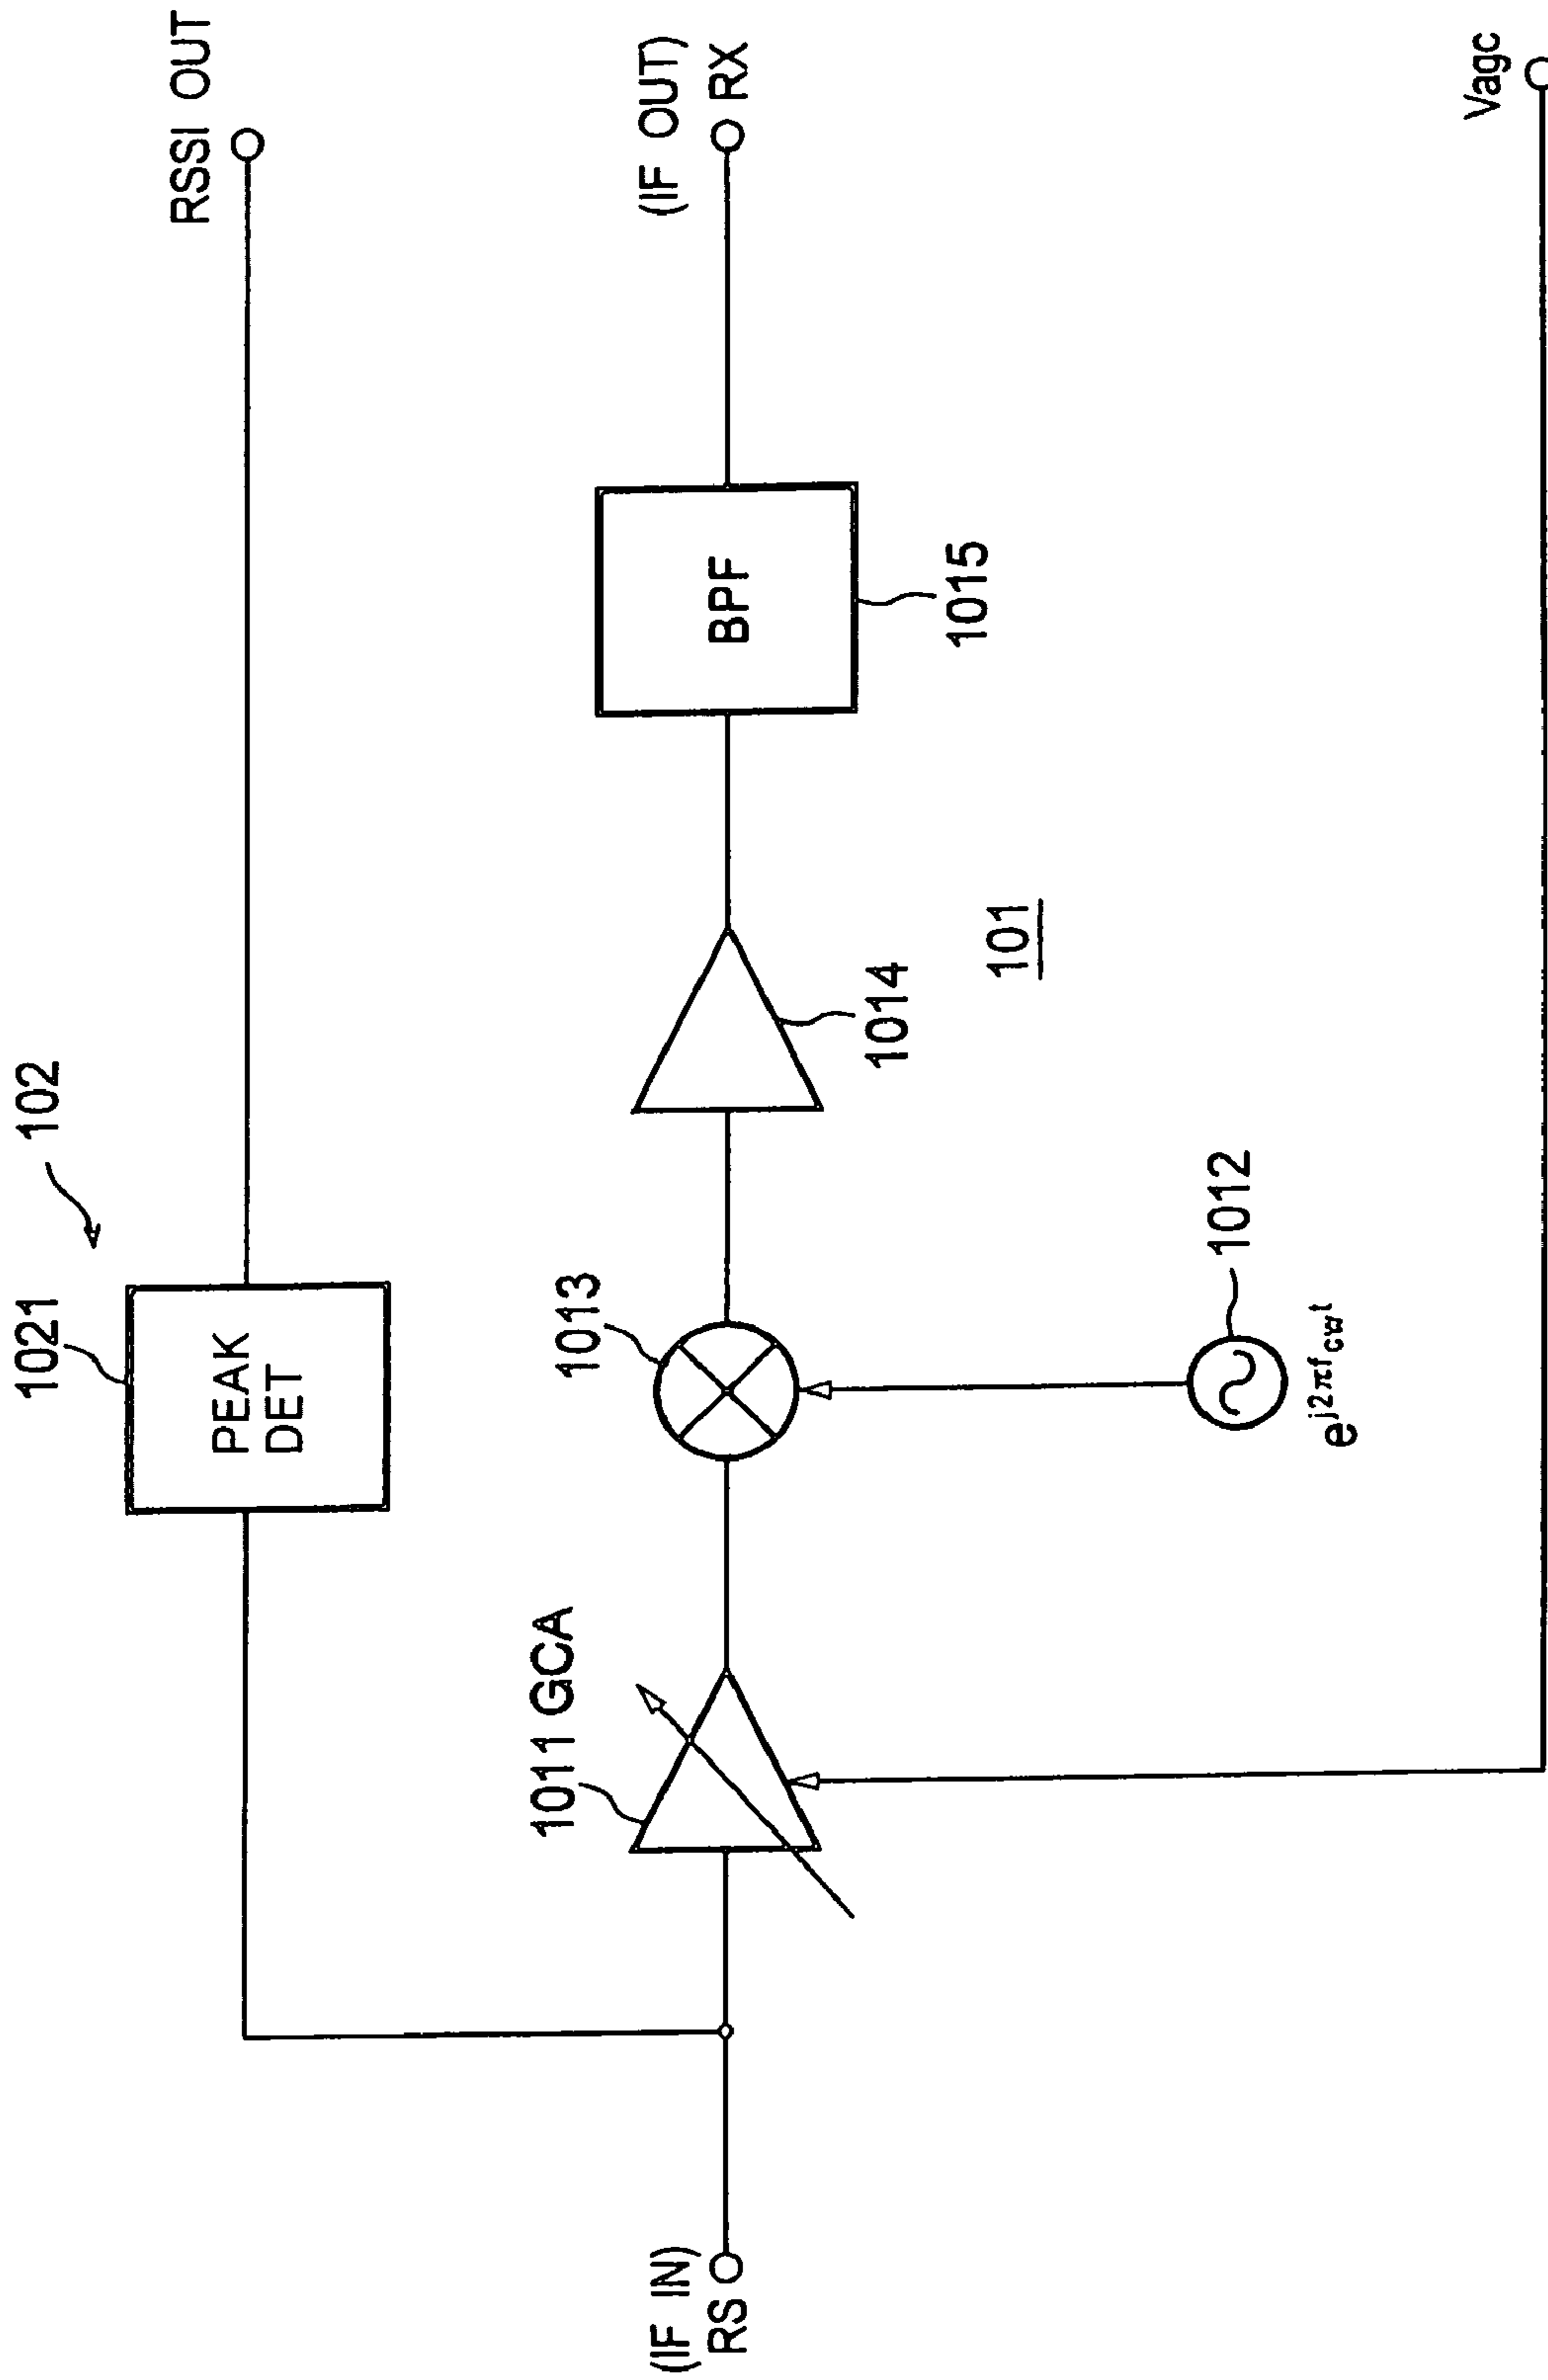 102
1021
PEAK
DET
RSSI OUT
(IF IN)
RS
1011 GCA
1013
1014
BPF
1015
(IF OUT)
RX
101
1012
e^{j2πf_{cw}t}
Vagc